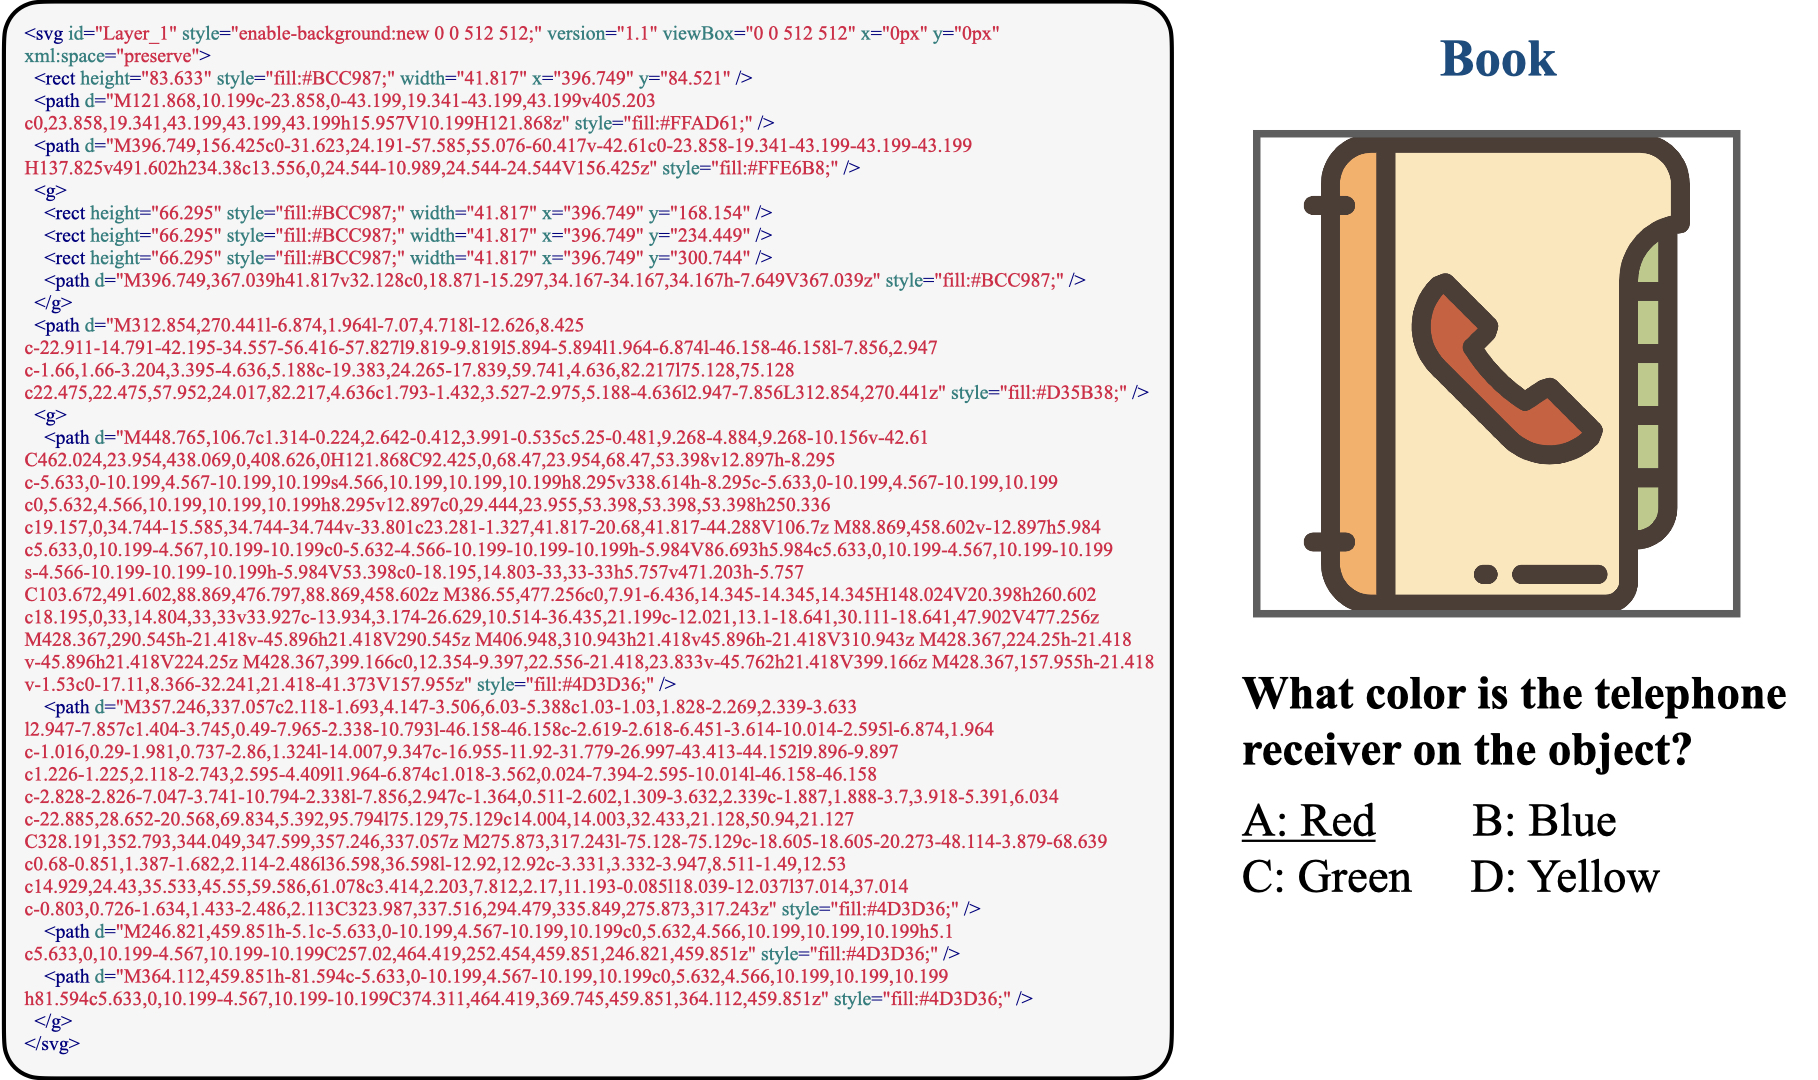 <svg id="Layer_1" style="enable-background:new 0 0 512 512;" version="1.1" viewBox="0 0 512 512" x="0px" y="0px"
xml:space="preserve">
<rect height="83.633" style="fill:#BCC987;" width="41.817" x="396.749" y="84.521" />
<path d="M121.868,10.199c-23.858,0-43.199,19.341-43.199,43.199v405.203
c0,23.858,19.341,43.199,43.199,43.199h15.957V10.199H121.868z" style="fill:#FFAD61;" />
<path d="M396.749,156.425c0-31.623,24.191-57.585,55.076-60.417v-42.61c0-23.858-19.341-43.199-43.199-43.199
H137.825v491.602h234.38c13.556,0,24.544-10.989,24.544-24.544V156.425z" style="fill:#FFE6B8;" />
<g>
<rect height="66.295" style="fill:#BCC987;" width="41.817" x="396.749" y="168.154" />
<rect height="66.295" style="fill:#BCC987;" width="41.817" x="396.749" y="234.449" />
<rect height="66.295" style="fill:#BCC987;" width="41.817" x="396.749" y="300.744" />
<path d="M396.749,367.039h41.817v32.128c0,18.871-15.297,34.167-34.167,34.167h-7.649V367.039z" style="fill:#BCC987;" />
</g>
<path d="M312.854,270.441l-6.874,1.964l-7.07,4.718l-12.626,8.425
c-22.911-14.791-42.195-34.557-56.416-57.827l9.819-9.819l5.894-5.894l1.964-6.874l-46.158-46.158l-7.856,2.947
c-1.66,1.66-3.204,3.395-4.636,5.188c-19.383,24.265-17.839,59.741,4.636,82.217l75.128,75.128
c22.475,22.475,57.952,24.017,82.217,4.636c1.793-1.432,3.527-2.975,5.188-4.636l2.947-7.856L312.854,270.441z" style="fill:#D35B38;" />
<g>
<path d="M448.765,106.7c1.314-0.224,2.642-0.412,3.991-0.535c5.25-0.481,9.268-4.884,9.268-10.156v-42.61
C462.024,23.954,438.069,0,408.626,0H121.868C92.425,0,68.47,23.954,68.47,53.398v12.897h-8.295
c-5.633,0-10.199,4.567-10.199,10.199s4.566,10.199,10.199,10.199h8.295v338.614h-8.295c-5.633,0-10.199,4.567-10.199,10.199
c0,5.632,4.566,10.199,10.199,10.199h8.295v12.897c0,29.444,23.955,53.398,53.398,53.398h250.336
c19.157,0,34.744-15.585,34.744-34.744v-33.801c23.281-1.327,41.817-20.68,41.817-44.288V106.7z M88.869,458.602v-12.897h5.984
c5.633,0,10.199-4.567,10.199-10.199c0-5.632-4.566-10.199-10.199-10.199h-5.984V86.693h5.984c5.633,0,10.199-4.567,10.199-10.199
s-4.566-10.199-10.199-10.199h-5.984V53.398c0-18.195,14.803-33,33-33h5.757v471.203h-5.757
C103.672,491.602,88.869,476.797,88.869,458.602z M386.55,477.256c0,7.91-6.436,14.345-14.345,14.345H148.024V20.398h260.602
c18.195,0,33,14.804,33,33v33.927c-13.934,3.174-26.629,10.514-36.435,21.199c-12.021,13.1-18.641,30.111-18.641,47.902V477.256z
M428.367,290.545h-21.418v-45.896h21.418V290.545z M406.948,310.943h21.418v45.896h-21.418V310.943z M428.367,224.25h-21.418
v-45.896h21.418V224.25z M428.367,399.166c0,12.354-9.397,22.556-21.418,23.833v-45.762h21.418V399.166z M428.367,157.955h-21.418
v-1.53c0-17.11,8.366-32.241,21.418-41.373V157.955z" style="fill:#4D3D36;" />
<path d="M357.246,337.057c2.118-1.693,4.147-3.506,6.03-5.388c1.03-1.03,1.828-2.269,2.339-3.633
l2.947-7.857c1.404-3.745,0.49-7.965-2.338-10.793l-46.158-46.158c-2.619-2.618-6.451-3.614-10.014-2.595l-6.874,1.964
c-1.016,0.29-1.981,0.737-2.86,1.324l-14.007,9.347c-16.955-11.92-31.779-26.997-43.413-44.152l9.896-9.897
c1.226-1.225,2.118-2.743,2.595-4.409l1.964-6.874c1.018-3.562,0.024-7.394-2.595-10.014l-46.158-46.158
c-2.828-2.826-7.047-3.741-10.794-2.338l-7.856,2.947c-1.364,0.511-2.602,1.309-3.632,2.339c-1.887,1.888-3.7,3.918-5.391,6.034
c-22.885,28.652-20.568,69.834,5.392,95.794l75.129,75.129c14.004,14.003,32.433,21.128,50.94,21.127
C328.191,352.793,344.049,347.599,357.246,337.057z M275.873,317.243l-75.128-75.129c-18.605-18.605-20.273-48.114-3.879-68.639
c0.68-0.851,1.387-1.682,2.114-2.486l36.598,36.598l-12.92,12.92c-3.331,3.332-3.947,8.511-1.49,12.53
c14.929,24.43,35.533,45.55,59.586,61.078c3.414,2.203,7.812,2.17,11.193-0.085l18.039-12.037l37.014,37.014
c-0.803,0.726-1.634,1.433-2.486,2.113C323.987,337.516,294.479,335.849,275.873,317.243z" style="fill:#4D3D36;" />
<path d="M246.821,459.851h-5.1c-5.633,0-10.199,4.567-10.199,10.199c0,5.632,4.566,10.199,10.199,10.199h5.1
c5.633,0,10.199-4.567,10.199-10.199C257.02,464.419,252.454,459.851,246.821,459.851z" style="fill:#4D3D36;" />
<path d="M364.112,459.851h-81.594c-5.633,0-10.199,4.567-10.199,10.199c0,5.632,4.566,10.199,10.199,10.199
h81.594c5.633,0,10.199-4.567,10.199-10.199C374.311,464.419,369.745,459.851,364.112,459.851z" style="fill:#4D3D36;" />
</g>
</svg>
Book
What color is the telephone
receiver on the object?
A: Red B: Blue
C: Green D: Yellow